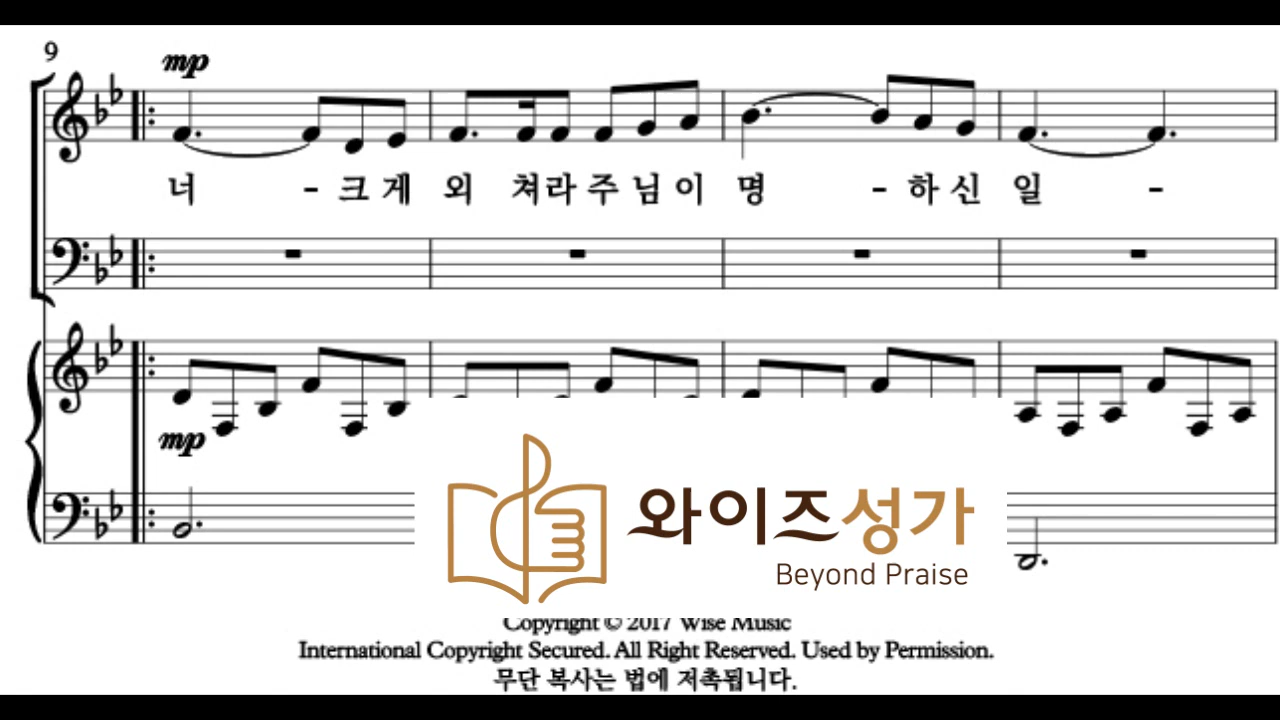 9
mp
너 - 크 게 외 쳐 라 주 님 이 명 - 하 신 일 -
mp
와이즈성가
Beyond Praise
Copyright © 2017 Wise Music
International Copyright Secured. All Right Reserved. Used by Permission.
무단 복사는 법에 저촉됩니다.